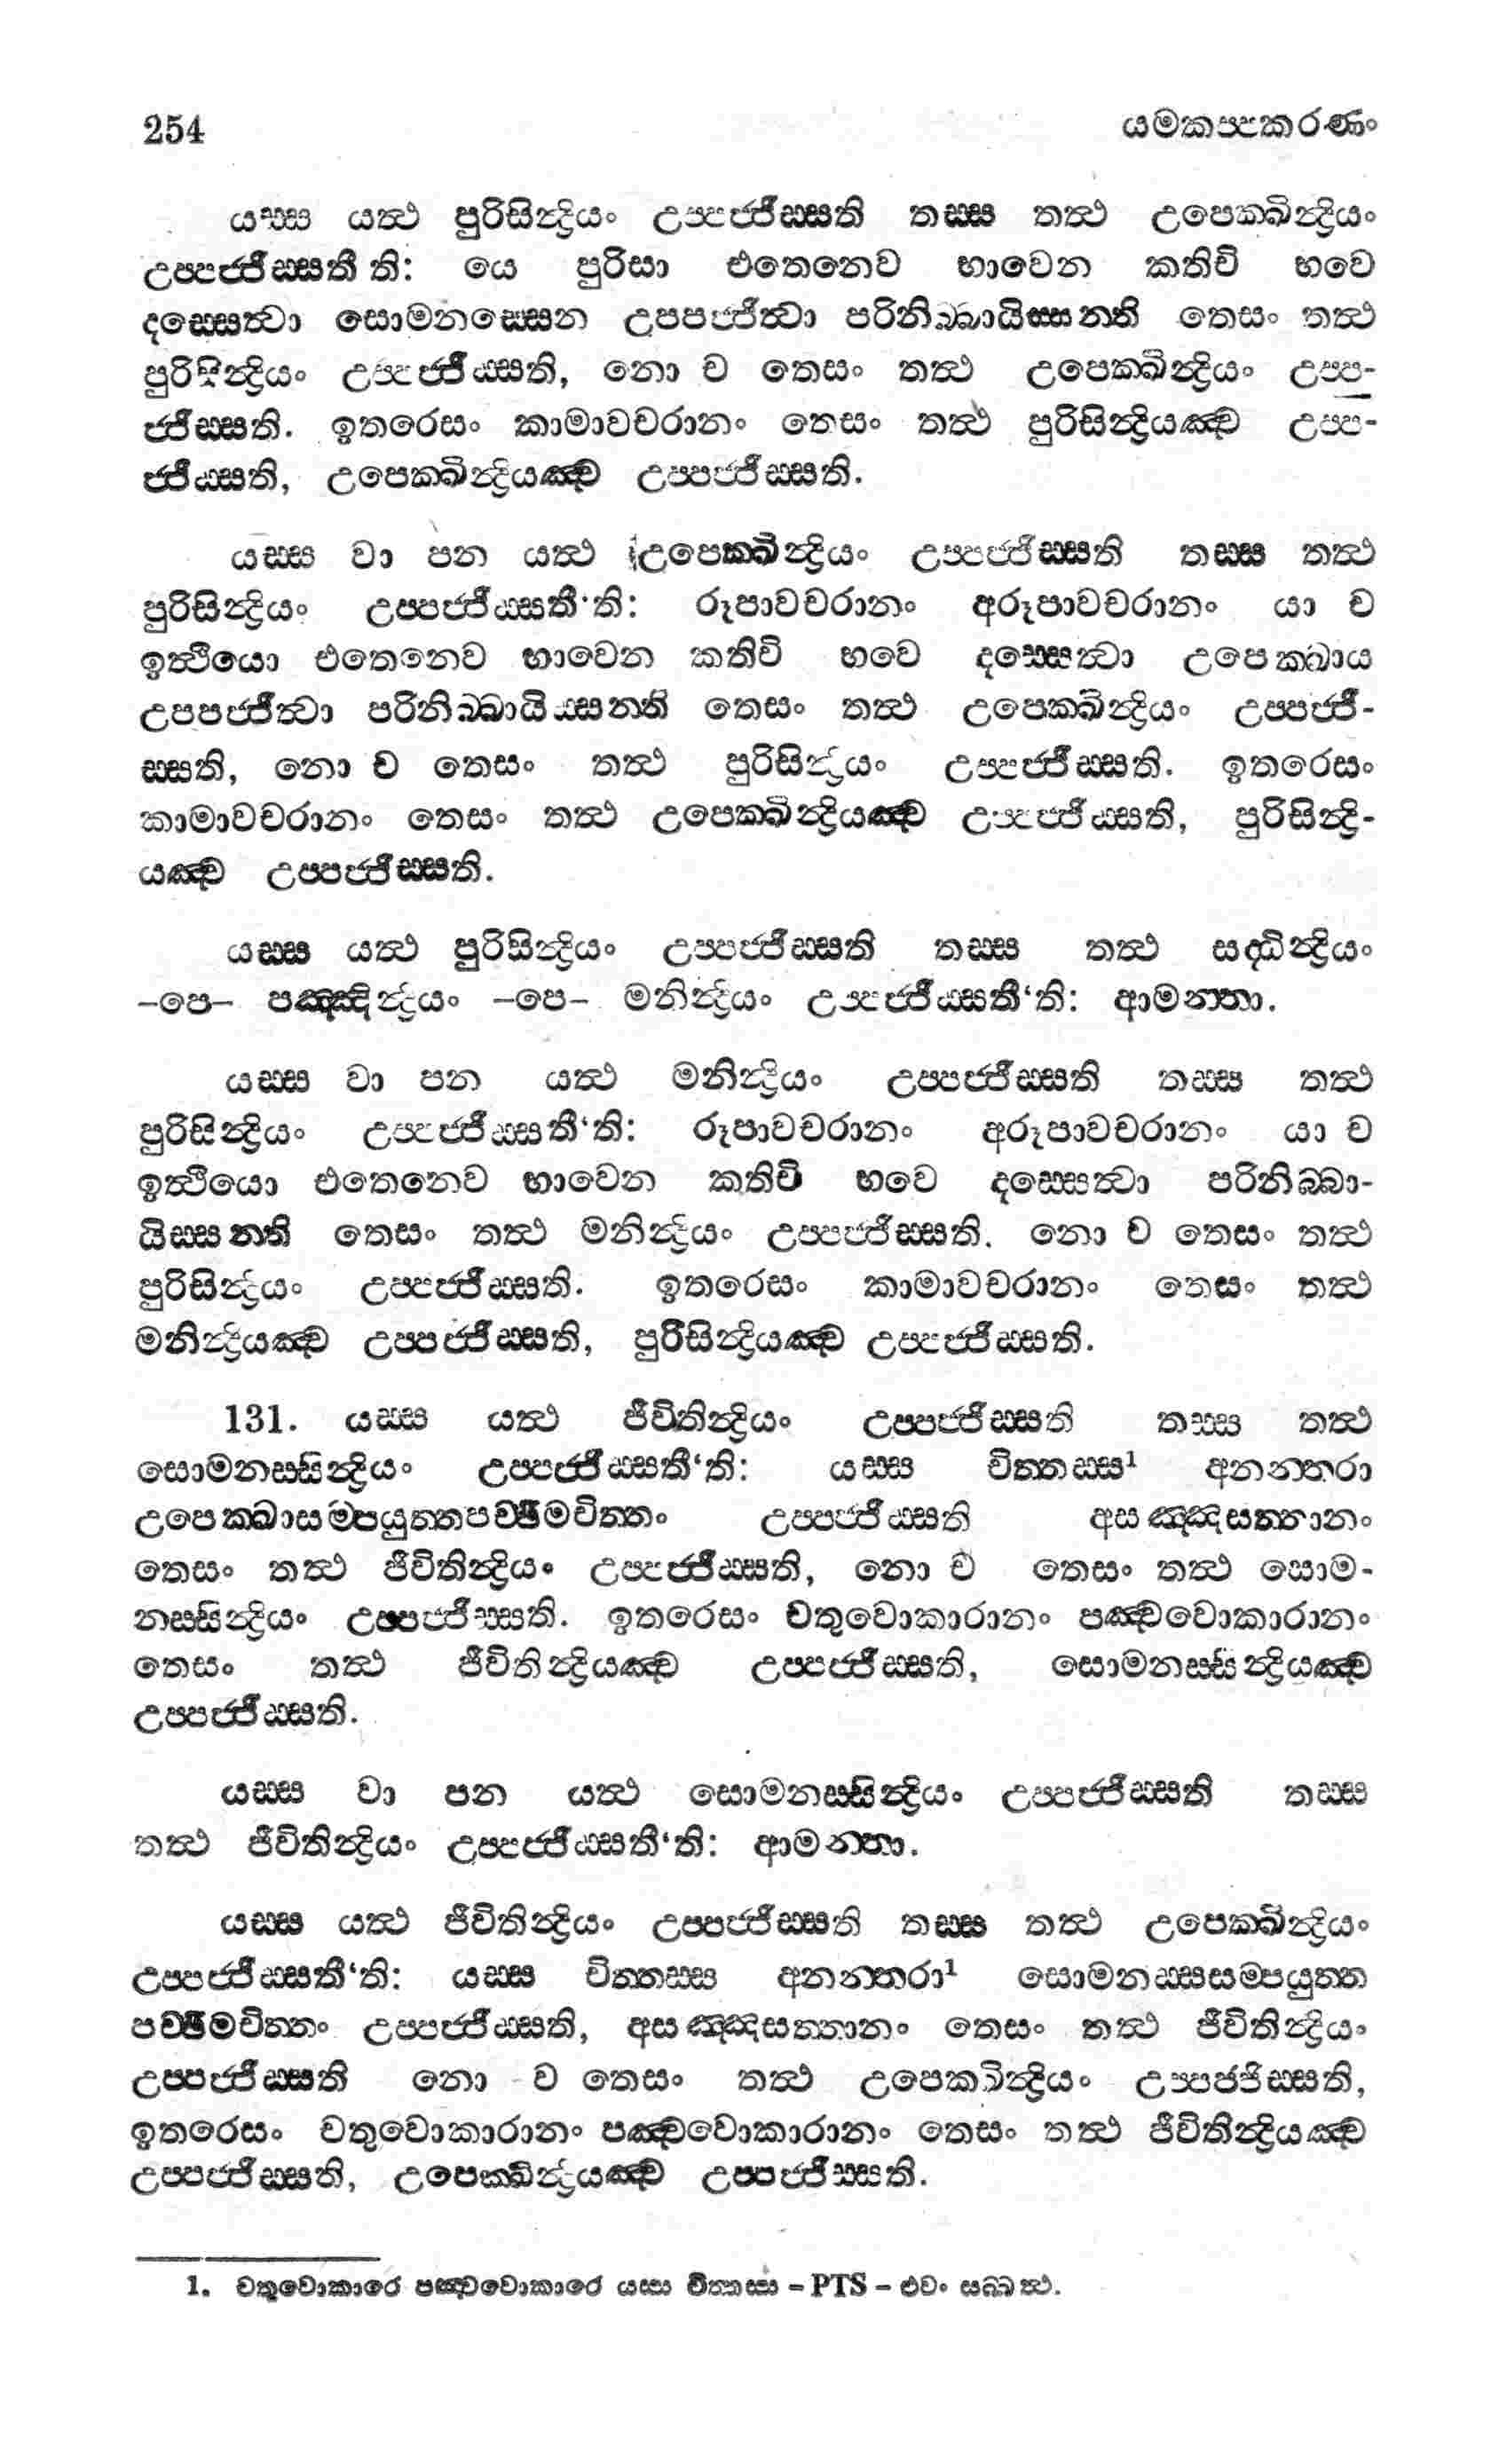 254 යමකප්පකරණං
යස්ස යත්ථ පුරිසින්ද්‍රියං උප්පජ්ජිස්සති තස්ස තත්ථ උපෙක්ඛින්ද්‍රියං
උප්පජ්ජිස්සතී ති: යෙ පුරිසා එතෙනෙව භාවෙන කතිචි භවෙ
දස්සෙත්වා සොමනස්සෙන උපපජ්ජිත්වා පරිනිබ්බායිස්සන්ති තෙසං තත්ථ
පුරිසින්ද්‍රියං උප්පජ්ජිස්සති, නො ච තෙසං තත්ථ උපෙක්ඛින්ද්‍රියං උප්ප-
ජ්ජිස්සති. ඉතරෙසං කාමාවචරානං තෙසං තත්ථ පුරිසින්ද්‍රියඤ්ච උප්ප-
ජ්ජිස්සති, උපෙක්ඛින්ද්‍රියඤ්ච උප්පජ්ජිස්සති.
යස්ස වා පන යත්ථ උපෙක්ඛින්ද්‍රියං උප්පජ්ජිස්සති තස්ස තත්ථ
පුරිසින්ද්‍රියං උප්පජ්ජිස්සතී‘ති: රූපාවචරානං අරූපාවචරානං යා ච
ඉත්ථියො එතෙනෙව භාවෙන කතිචි භවෙ දස්සෙත්වා උපෙක්ඛාය
උපපජ්ජිත්වා පරිනිබ්බායිස්සන්ති තෙසං තත්ථ උපෙක්ඛින්ද්‍රියං උප්පජ්ජි-
ස්සති, නො ච තෙසං තත්ථ පුරිසින්ද්‍රියං උප්පජ්ජිස්සති. ඉතරෙසං
කාමාවචරානං තෙසං තත්ථ උපෙක්ඛින්ද්‍රියඤ්ච උප්පජ්ජිස්සති, පුරිසින්ද්‍රි-
යඤ්ච උප්පජ්ජිස්සති.
යස්ස යත්ථ පුරිසින්ද්‍රියං උප්පජ්ජිස්සති තස්ස තත්ථ සද්ධින්ද්‍රියං
–පෙ– පඤ්ඤින්ද්‍රියං –පෙ– මනින්ද්‍රියං උප්පජ්ජිස්සතී‘ති: ආමන්තා.
යස්ස වා පන යත්ථ මනින්ද්‍රියං උප්පජ්ජිස්සති තස්ස තත්ථ
පුරිසින්ද්‍රියං උප්පජ්ජිස්සතී‘ති: රූපාවචරානං අරූපාවචරානං යා ච
ඉත්ථියො එතෙනෙව භාවෙන කතිචි භවෙ දස්සෙත්වා පරිනිබ්බා-
යිස්සන්ති තෙසං තත්ථ මනින්ද්‍රියං උප්පජ්ජිස්සති. නො ච තෙසං තත්ථ
පුරිසින්ද්‍රියං උප්පජ්ජිස්සති. ඉතරෙසං කාමාවචරානං තෙසං තත්ථ
මනින්ද්‍රියඤ්ච උප්පජ්ජිස්සති, පුරිසින්ද්‍රියඤ්ච උප්පජ්ජිස්සති.
131. යස්ස යත්ථ ජීවිතින්ද්‍රියං උප්පජ්ජිස්සති තස්ස තත්ථ
සොමනස්සින්ද්‍රියං උප්පජ්ජිස්සතී‘ති: යස්ස චිත්තස්ස¹ අනන්තරා
උපෙක්ඛාසම්පයුත්තපච්ඡිමචිත්තං උප්පජ්ජිස්සති අසඤ්ඤසත්තානං
තෙසං තත්ථ ජීවිතින්ද්‍රියං උප්පජ්ජිස්සති, නො ච තෙසං තත්ථ සොම-
නස්සින්ද්‍රියං උප්පජ්ජිස්සති. ඉතරෙසං චතුවොකාරානං පඤ්චවොකාරානං
තෙසං තත්ථ ජීවිතින්ද්‍රියඤ්ච උප්පජ්ජිස්සති, සොමනස්සින්ද්‍රියඤ්ච
උප්පජ්ජිස්සති.
යස්ස වා පන යත්ථ සොමනස්සින්ද්‍රියං උප්පජ්ජිස්සති තස්ස
තත්ථ ජීවිතින්ද්‍රියං උප්පජ්ජිස්සතී‘ති: ආමන්තා.
යස්ස යත්ථ ජීවිතින්ද්‍රියං උප්පජ්ජිස්සති තස්ස තත්ථ උපෙක්ඛින්ද්‍රියං
උප්පජ්ජිස්සතී‘ති: යස්ස චිත්තස්ස අනන්තරා¹ සොමනස්සසම්පයුත්ත
පච්ඡිමචිත්තං උප්පජ්ජිස්සති, අසඤ්ඤසත්තානං තෙසං තත්ථ ජීවිතින්ද්‍රියං
උප්පජ්ජිස්සති නො ච තෙසං තත්ථ උපෙක්ඛින්ද්‍රියං උප්පජ්ජිස්සති,
ඉතරෙසං චතුවොකාරානං පඤ්චවොකාරානං තෙසං තත්ථ ජීවිතින්ද්‍රියඤ්ච
උප්පජ්ජිස්සති, උපෙක්ඛින්ද්‍රියඤ්ච උප්පජ්ජිස්සති.
1. චතුවොකාරෙ පඤ්චවොකාරෙ යස්ස චිත්තස්ස – PTS – එවං සබ්බත්ථ.